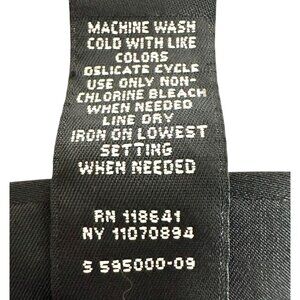 MACHINE WASH
COLD WITH LIKE
COLORS
DELICATE CYCLE
USE ONLY NON-
CHLORINE BLEACH
WHEN NEEDED
LINE DRY
IRON ON LOWEST
SETTING
WHEN NEEDED
RN 118641
NY 11070894
S 595000-09